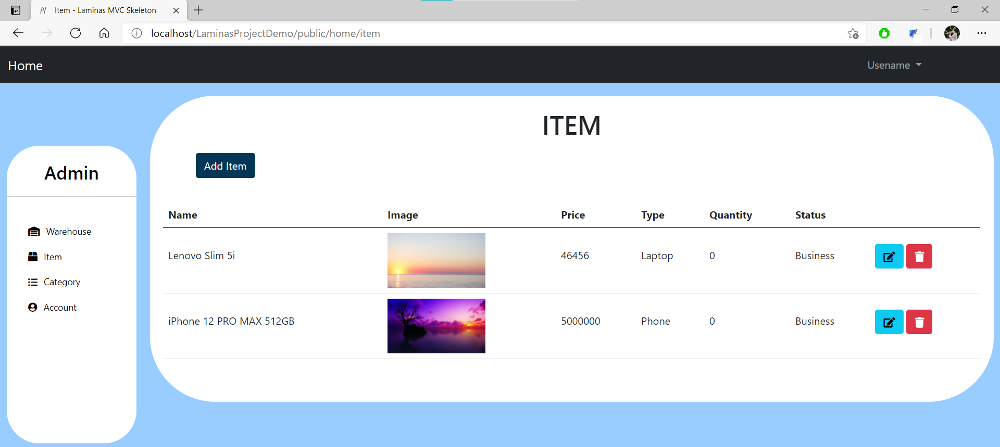 Item - Laminas MVC Skeleton
localhost/LaminasProjectDemo/public/home/item
Home
Usename
ITEM
Admin
Add Item
Warehouse
Item
Category
Account
Name Image Price Type Quantity Status
Lenovo Slim 5i 46456 Laptop 0 Business
iPhone 12 PRO MAX 512GB 5000000 Phone 0 Business